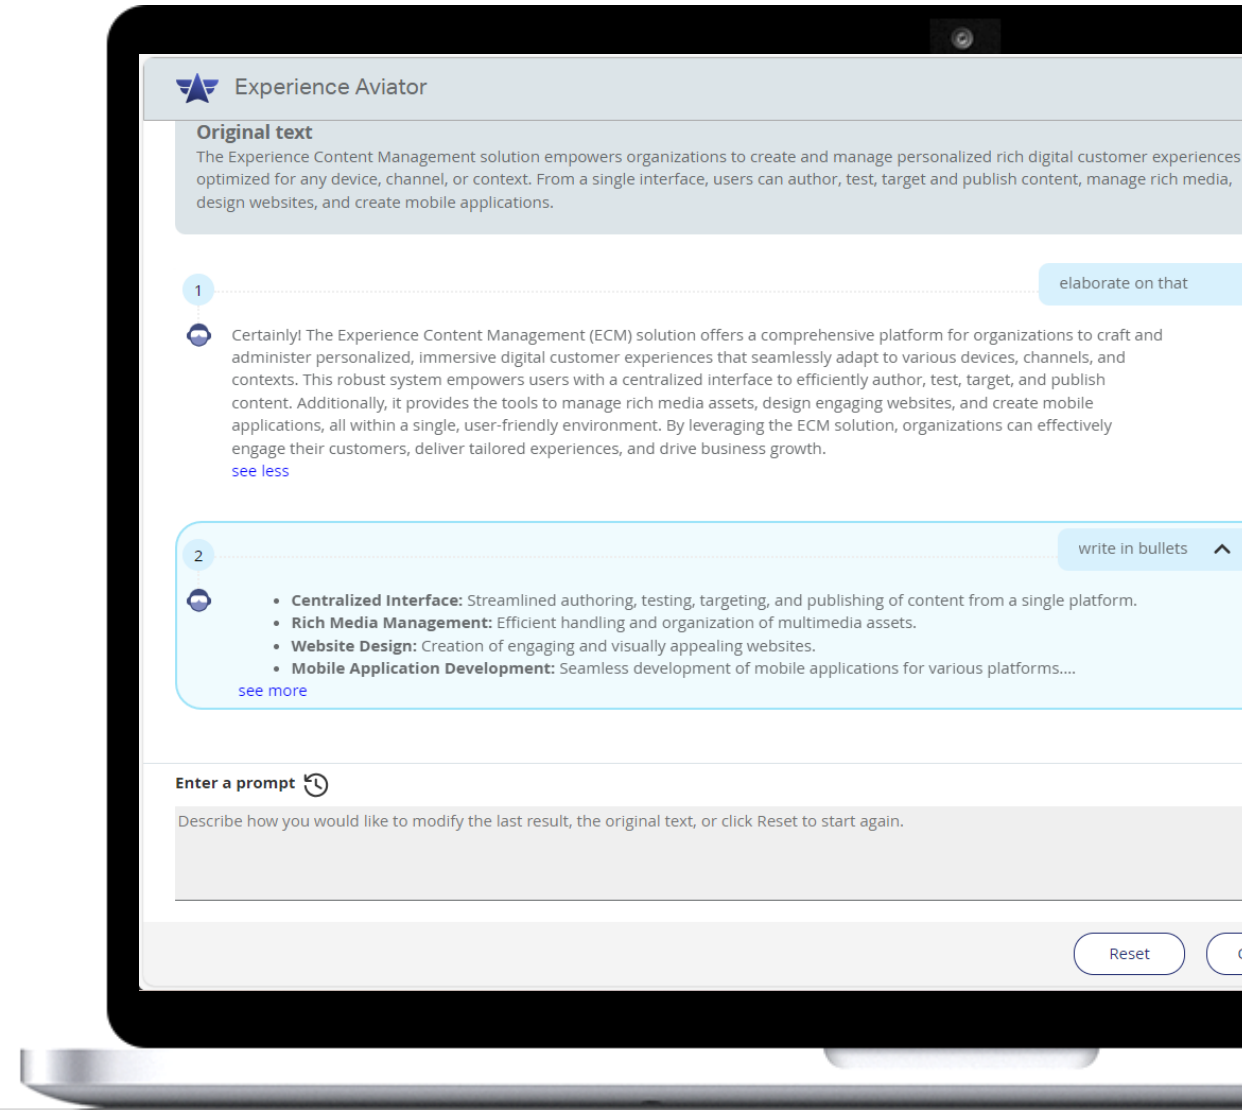 Experience Aviator
Original text
The Experience Content Management solution empowers organizations to create and manage personalized rich digital customer experiences
optimized for any device, channel, or context. From a single interface, users can author, test, target and publish content, manage rich media,
design websites, and create mobile applications.
elaborate on that
1
Certainly! The Experience Content Management (ECM) solution offers a comprehensive platform for organizations to craft and
administer personalized, immersive digital customer experiences that seamlessly adapt to various devices, channels, and
contexts. This robust system empowers users with a centralized interface to efficiently author, test, target, and publish
content. Additionally, it provides the tools to manage rich media assets, design engaging websites, and create mobile
applications, all within a single, user-friendly environment. By leveraging the ECM solution, organizations can effectively
engage their customers, deliver tailored experiences, and drive business growth.
see less
write in bullets
2
• Centralized Interface: Streamlined authoring, testing, targeting, and publishing of content from a single platform.
• Rich Media Management: Efficient handling and organization of multimedia assets.
• Website Design: Creation of engaging and visually appealing websites.
• Mobile Application Development: Seamless development of mobile applications for various platforms....
see more
Enter a prompt
Describe how you would like to modify the last result, the original text, or click Reset to start again.
Reset